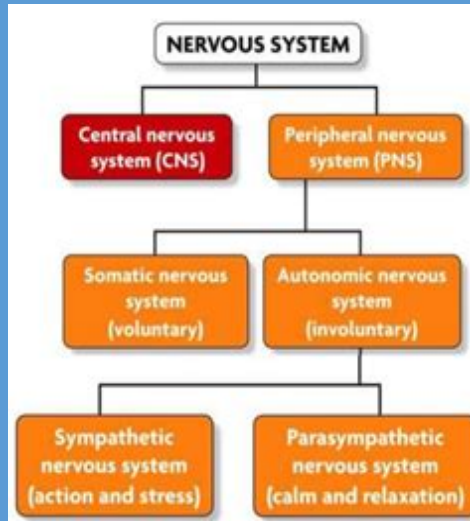 NERVOUS SYSTEM
Central nervous
system (CNS)
Peripheral nervous
system (PNS)
Somatic nervous
system
(voluntary)
Autonomic nervous
system
(involuntary)
Sympathetic
nervous system
(action and stress)
Parasympathetic
nervous system
(calm and relaxation)